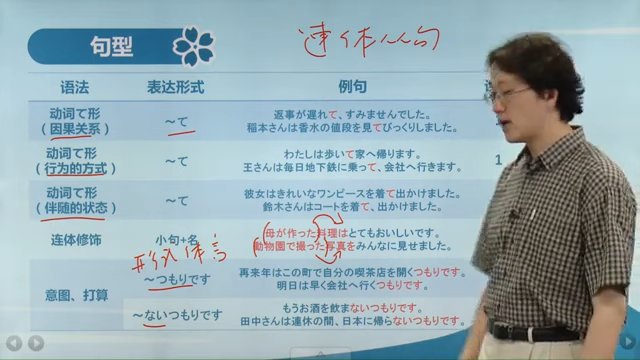 句型
连体从句
语法 表达形式 例句
动词て形
（因果关系）
～て
返事が遅れて、すみませんでした。
稲本さんは香水の値段を見てびっくりしました。
动词て形
（行为的方式）
～て
わたしは歩いて家へ帰ります。
王さんは毎日地下鉄に乗って、会社へ行きます。
1
动词て形
（伴随的状态）
～て
彼女はきれいなワンピースを着て出かけました。
鈴木さんはコートを着て、出かけました。
连体修饰
小句+名
母が作った料理はとてもおいしいです。
動物園で撮った写真をみんなに見せました。
形式体言
意图、打算
～つもりです
再来年はこの町で自分の喫茶店を開くつもりです。
明日は早く会社へ行くつもりです。
～ないつもりです
もうお酒を飲まないつもりです。
田中さんは連休の間、日本に帰らないつもりです。